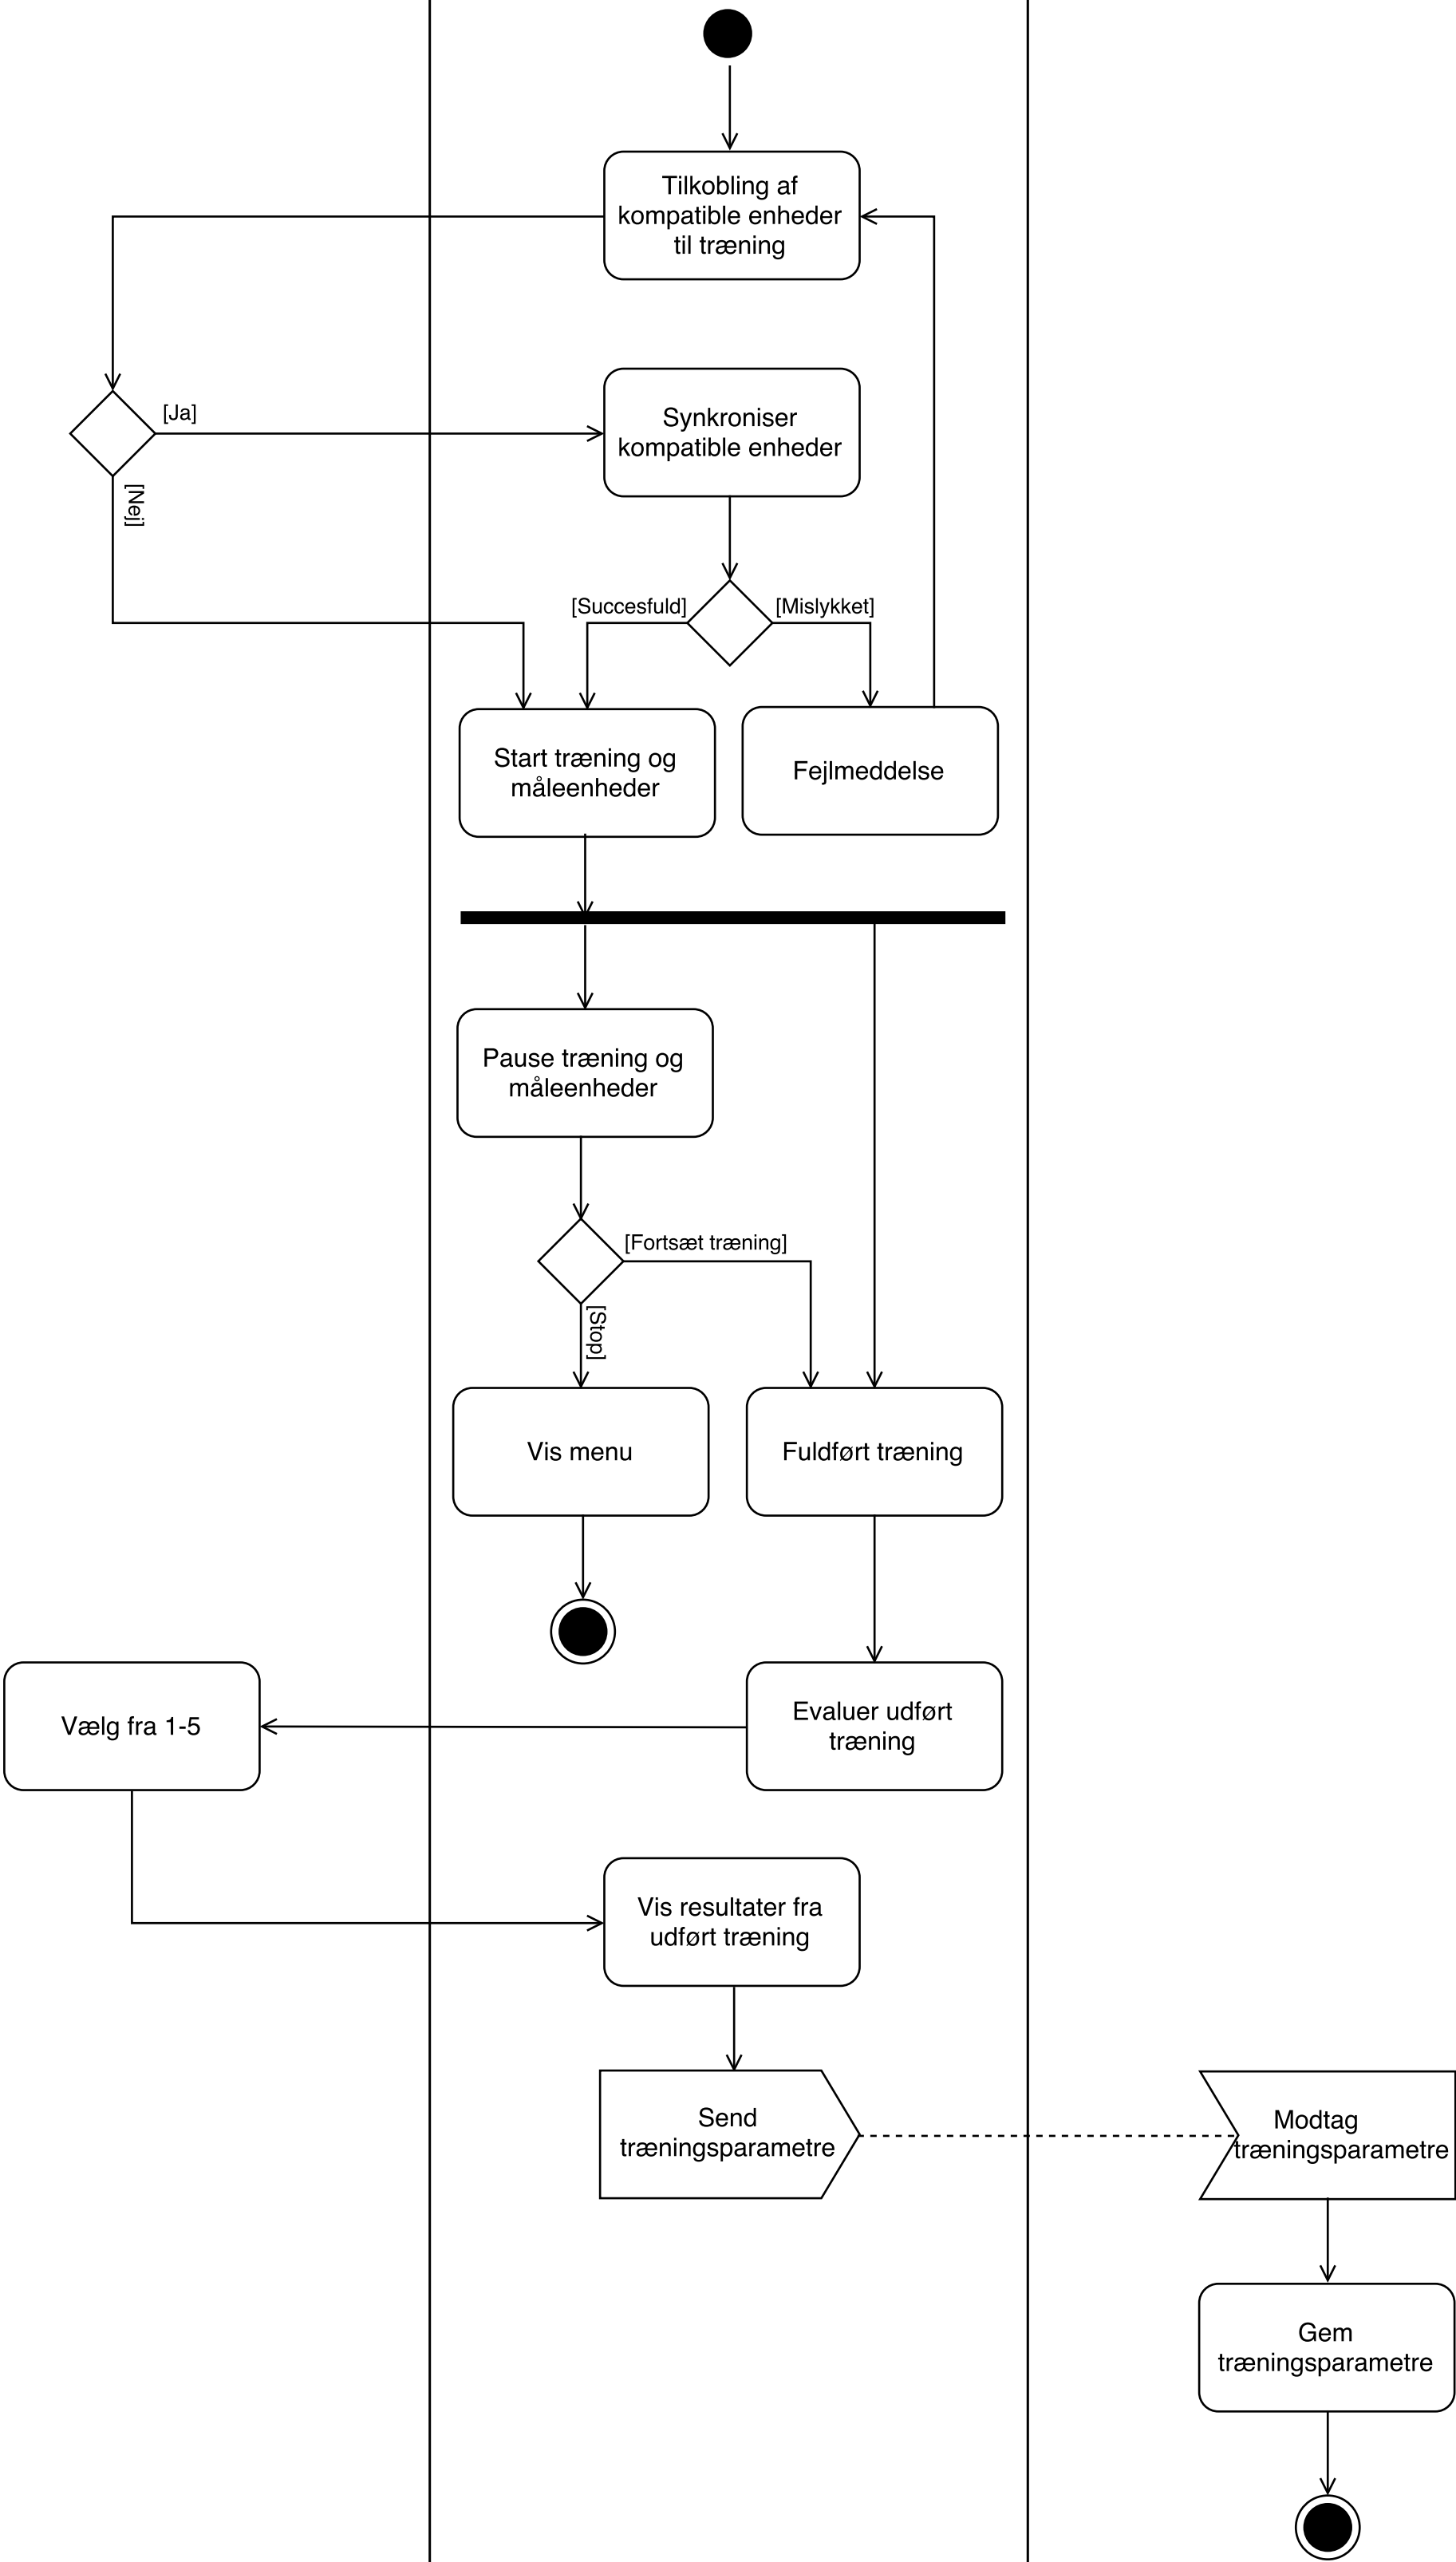 Tilkobling af
kompatible enheder
til træning
[Ja]
Synkroniser
kompatible enheder
[Nej]
[Succesfuld]
[Mislykket]
Start træning og
måleenheder
Fejlmeddelse
Pause træning og
måleenheder
[Fortsæt træning]
[Stop]
Vis menu
Fuldført træning
Vælg fra 1-5
Evaluer udført
træning
Vis resultater fra
udført træning
Send
træningsparametre
Modtag
træningsparametre
Gem
træningsparametre